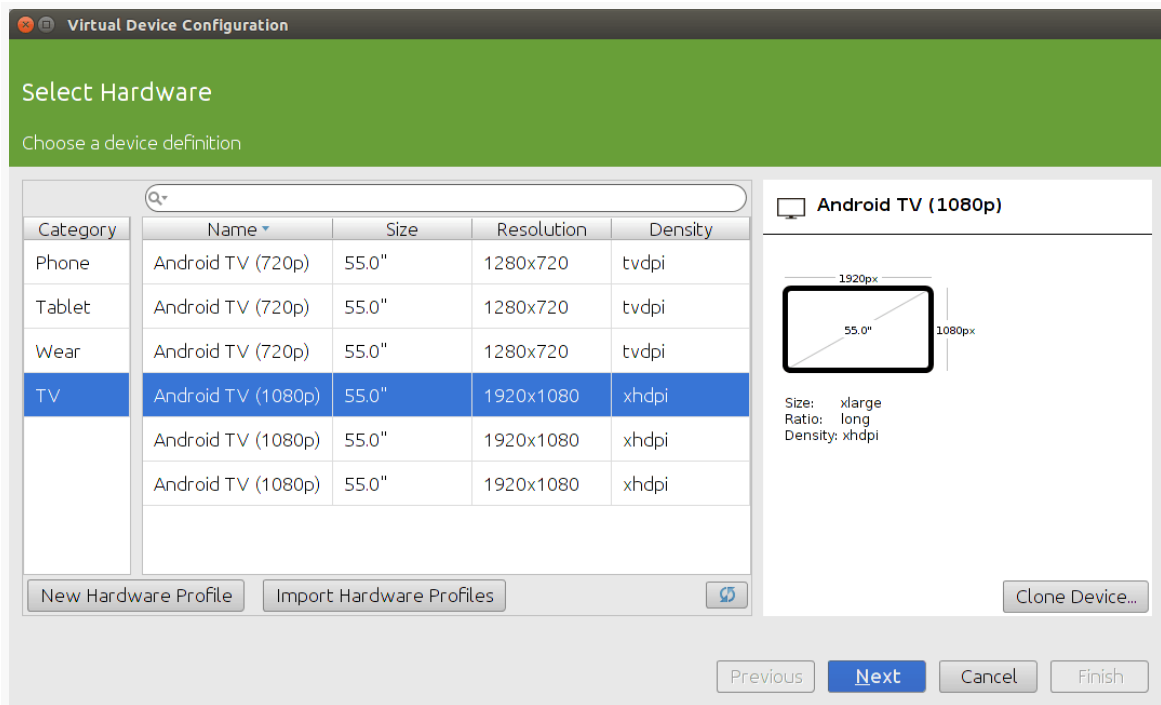 Virtual Device Configuration
Select Hardware
Choose a device definition
Category
Phone
Tablet
Wear
TV
Name Size Resolution Density
Android TV (720p) 55.0" 1280x720 tvdpi
Android TV (720p) 55.0" 1280x720 tvdpi
Android TV (720p) 55.0" 1280x720 tvdpi
Android TV (1080p) 55.0" 1920x1080 xhdpi
Android TV (1080p) 55.0" 1920x1080 xhdpi
Android TV (1080p) 55.0" 1920x1080 xhdpi
New Hardware Profile Import Hardware Profiles
Android TV (1080p)
1920px
55.0" 1080px
Size: xlarge
Ratio: long
Density: xhdpi
Clone Device...
Previous Next Cancel Finish